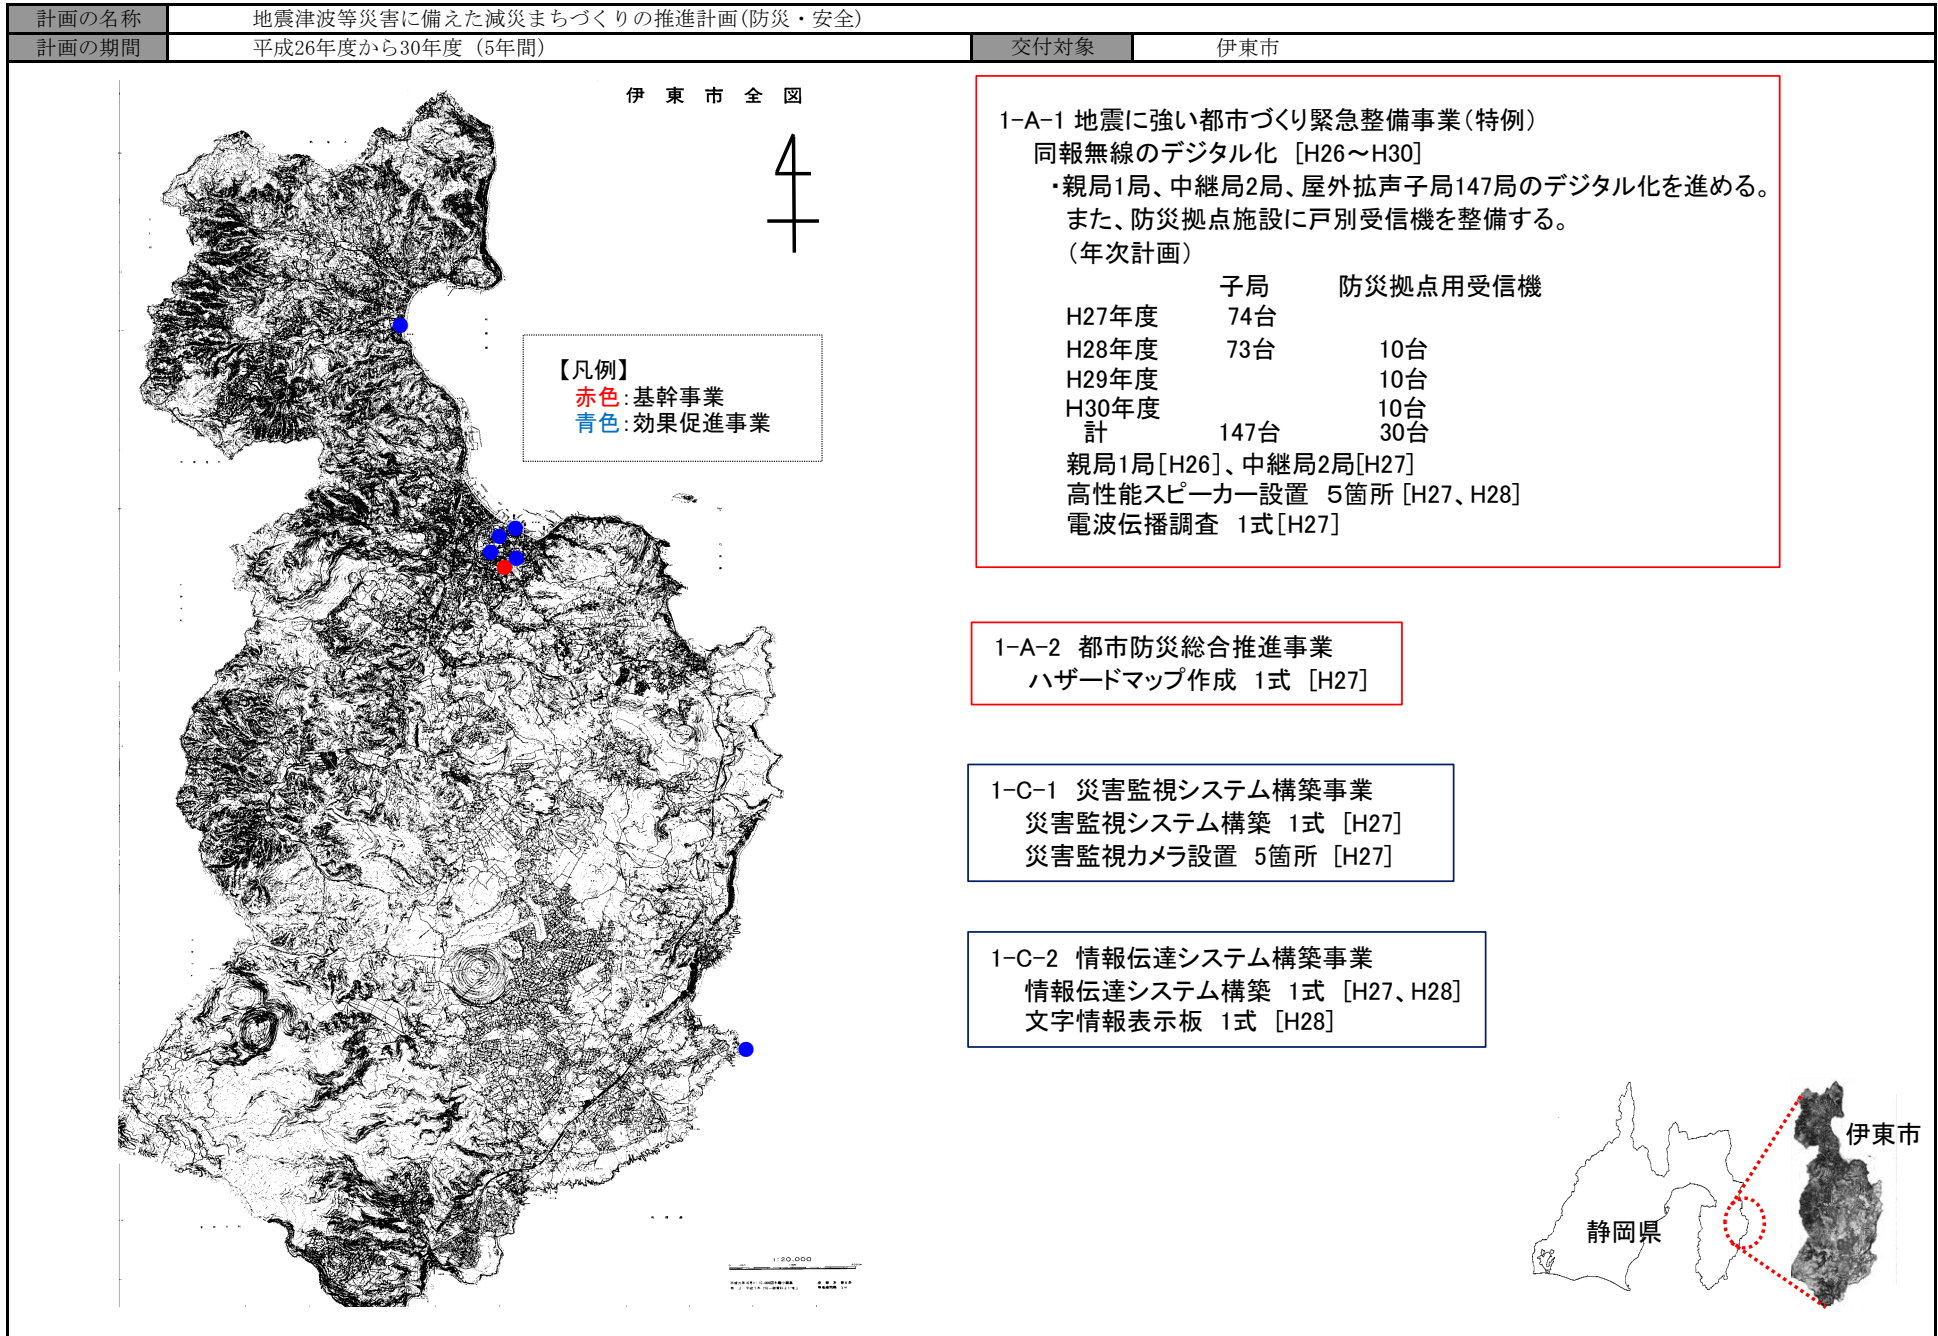 計画の名称 地震津波等災害に備えた減災まちづくりの推進計画(防災・安全)
計画の期間 平成26年度から30年度 (5年間) 交付対象 伊東市
伊東市全図
【凡例】
赤色:基幹事業
青色:効果促進事業
1-A-1 地震に強い都市づくり緊急整備事業(特例)
同報無線のデジタル化 [H26～H30]
・親局1局、中継局2局、屋外拡声子局147局のデジタル化を進める。
また、防災拠点施設に戸別受信機を整備する。
(年次計画)
子局 防災拠点用受信機
H27年度 74台
H28年度 73台 10台
H29年度 10台
H30年度 10台
計 147台 30台
親局1局[H26]、中継局2局[H27]
高性能スピーカー設置 5箇所 [H27、H28]
電波伝播調査 1式[H27]
1-A-2 都市防災総合推進事業
ハザードマップ作成 1式 [H27]
1-C-1 災害監視システム構築事業
災害監視システム構築 1式 [H27]
災害監視カメラ設置 5箇所 [H27]
1-C-2 情報伝達システム構築事業
情報伝達システム構築 1式 [H27、H28]
文字情報表示板 1式 [H28]
伊東市
静岡県
1:20,000